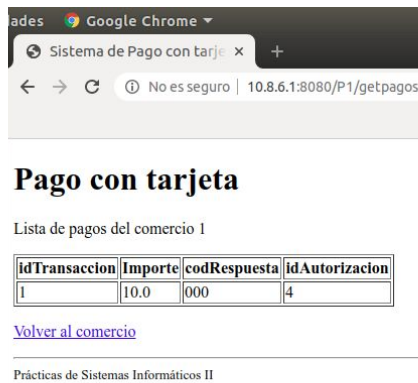 Google Chrome
Sistema de Pago con tarje
No es seguro | 10.8.6.1:8080/P1/getpagos
Pago con tarjeta
Lista de pagos del comercio 1
idTransaccion Importe codRespuesta idAutorizacion
1 10.0 000 4
Volver al comercio
Prácticas de Sistemas Informáticos II